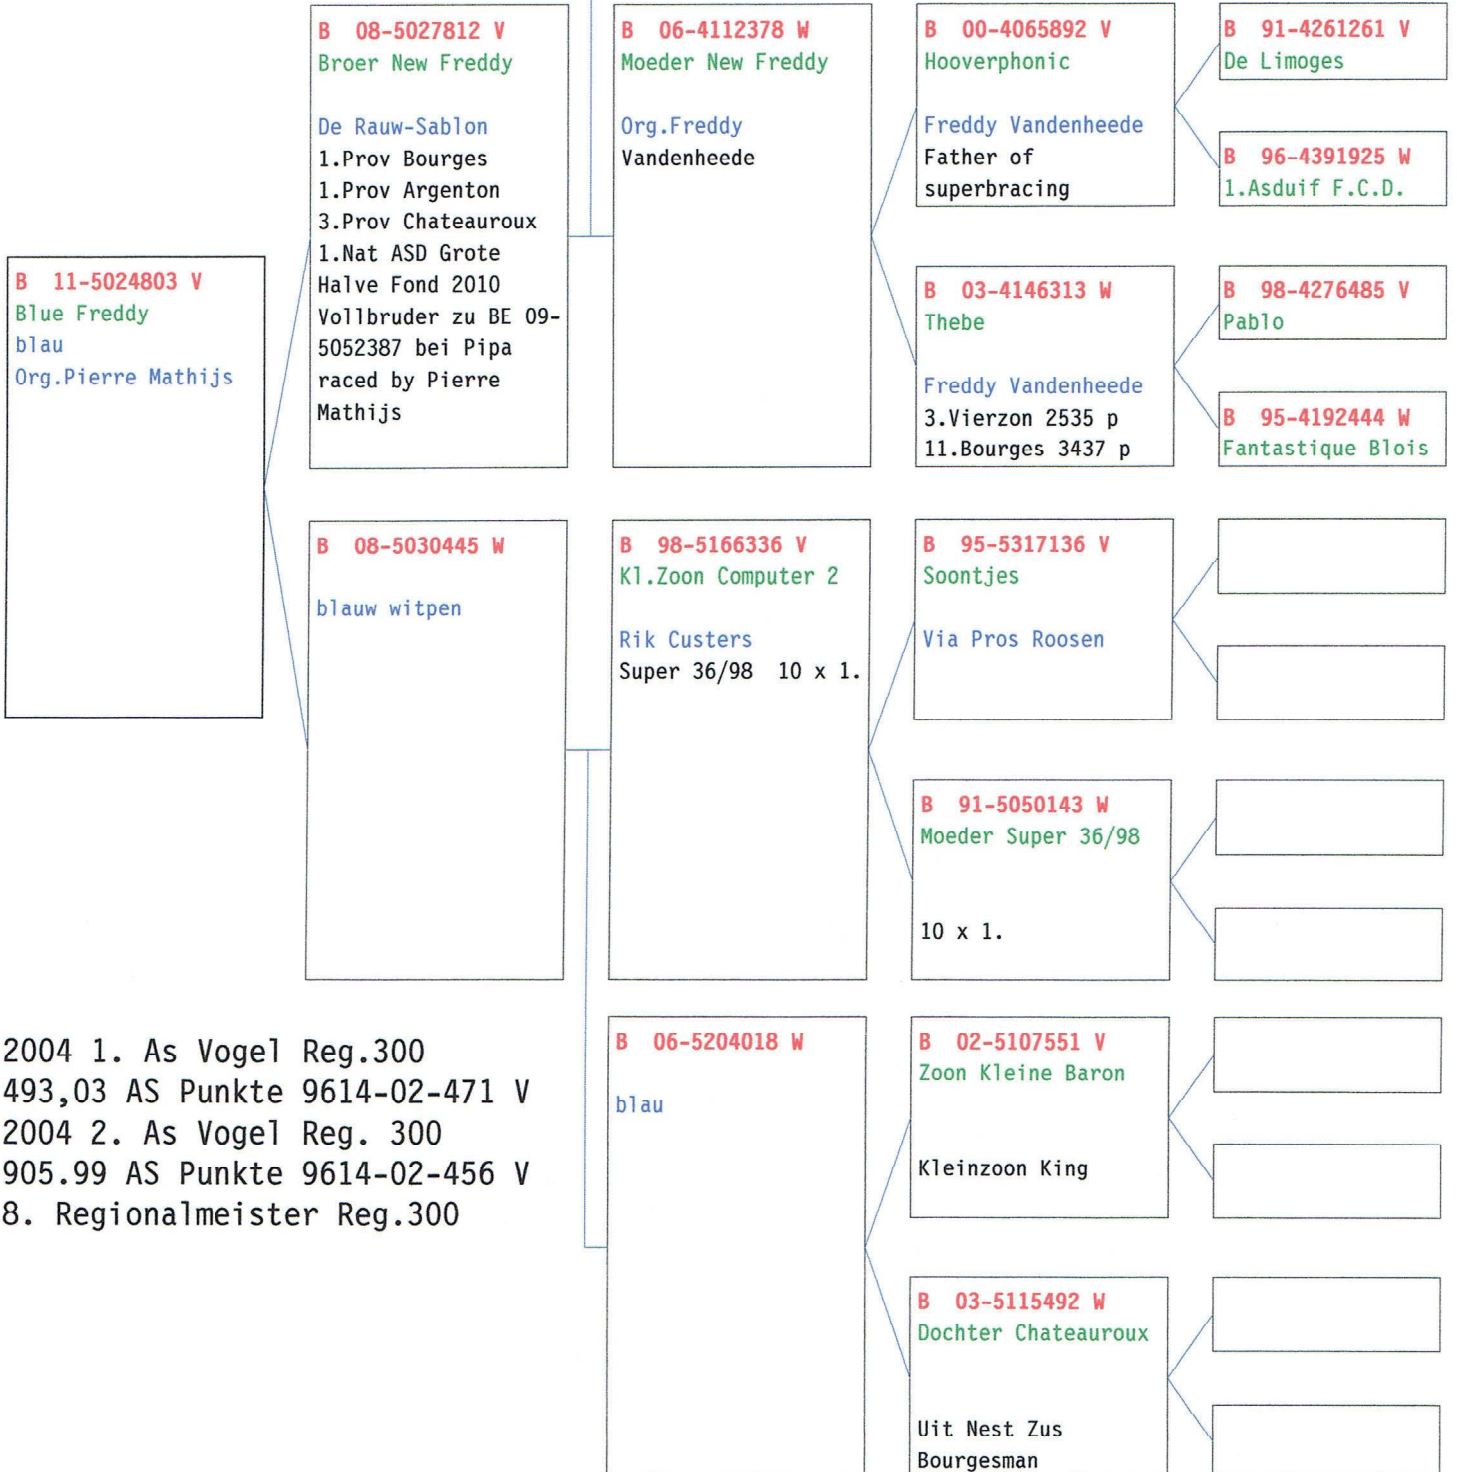 B 11-5024803 V
Blue Freddy
blau
Org.Pierre Mathijs
B 08-5027812 V
Broer New Freddy
De Rauw-Sablon
1.Prov Bourges
1.Prov Argenton
3.Prov Chateauroux
1.Nat ASD Grote
Halve Fond 2010
Vollbruder zu BE 09-
5052387 bei Pipa
raced by Pierre
Mathijs
B 08-5030445 W
blauw witpen
B 06-4112378 W
Moeder New Freddy
Org.Freddy
Vandenheede
B 98-5166336 V
Kl.Zoon Computer 2
Rik Custers
Super 36/98 10 x 1.
B 06-5204018 W
blau
B 00-4065892 V
Hooverphonic
Freddy Vandenheede
Father of
superbracing
B 03-4146313 W
Thebe
Freddy Vandenheede
3.Vierzon 2535 p
11.Bourges 3437 p
B 95-5317136 V
Soontjes
Via Pros Roosen
B 91-5050143 W
Moeder Super 36/98
10 x 1.
B 02-5107551 V
Zoon Kleine Baron
Kleinzoon King
B 03-5115492 W
Dochter Chateauroux
Uit Nest Zus
Bourgesman
B 91-4261261 V
De Limoges
B 96-4391925 W
1.Asduif F.C.D.
B 98-4276485 V
Pablo
B 95-4192444 W
Fantastique Blois
2004 1. As Vogel Reg.300
493,03 AS Punkte 9614-02-471 V
2004 2. As Vogel Reg. 300
905.99 AS Punkte 9614-02-456 V
8. Regionalmeister Reg.300